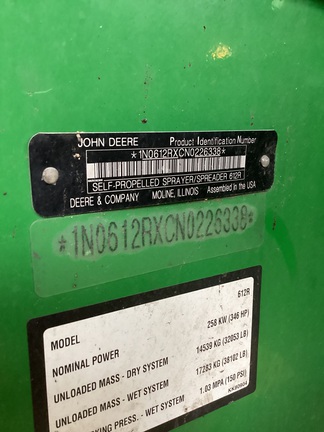 JOHN DEERE Product Identification Number
*1N0612RXCN0226338*
SELF-PROPELLED SPRAYER/SPREADER 612R
DEERE & COMPANY MOLINE, ILLINOIS Assembled in the USA
*1N0612RXCN0226338*
MODEL 612R
NOMINAL POWER 258 KW (346 HP)
UNLOADED MASS - DRY SYSTEM 14539 KG (32053 LB)
UNLOADED MASS - WET SYSTEM 17283 KG (38102 LB)
PRESS. - WET SYSTEM 1.03 MPA (150 PSI)